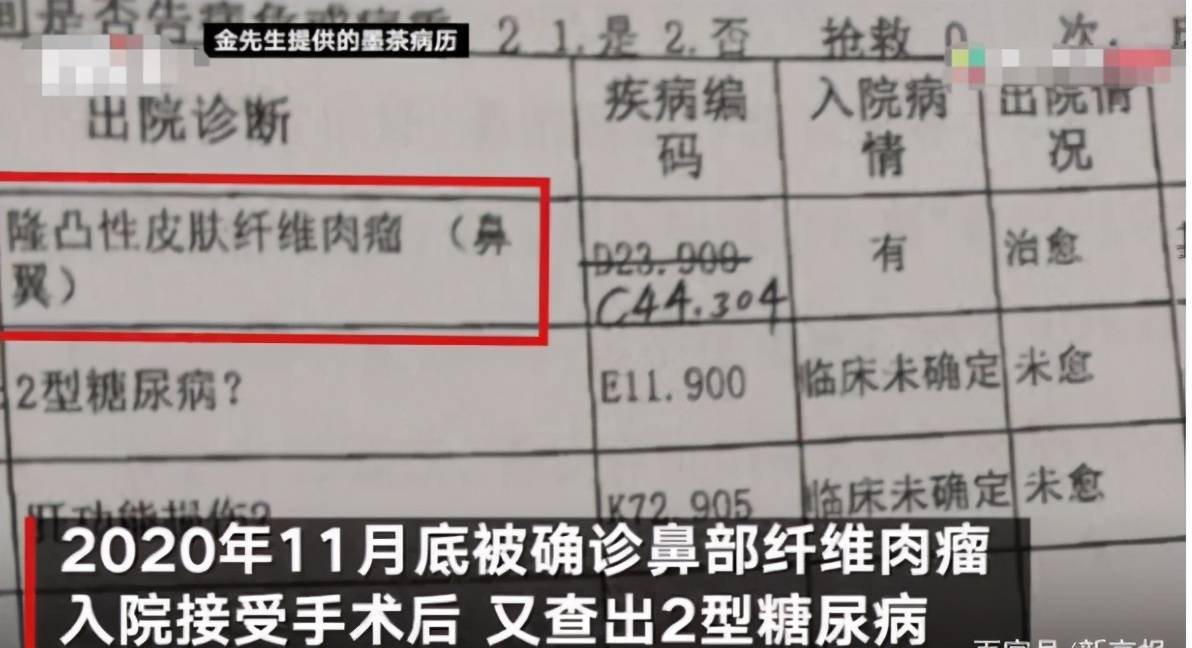 金先生提供的墨茶病历
2 1.是 2.否 抢救 0 次.
出院诊断 疾病编码 入院病情 出院情况
隆凸性皮肤纤维肉瘤 （鼻翼） D23.900 C44.304 有 治愈
2型糖尿病？ E11.900 临床未确定 未愈
肝功能损伤？ K72.905 临床未确定 未愈
2020年11月底被确诊鼻部纤维肉瘤
入院接受手术后 又查出2型糖尿病